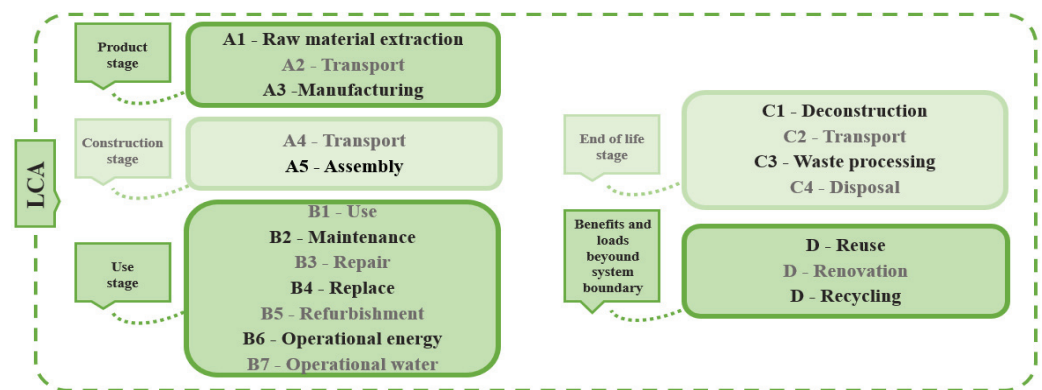 LCA
Product
stage
A1 - Raw material extraction
A2 - Transport
A3 -Manufacturing
Construction
stage
A4 - Transport
A5 - Assembly
Use
stage
B1 - Use
B2 - Maintenance
B3 - Repair
B4 - Replace
B5 - Refurbishment
B6 - Operational energy
B7 - Operational water
End of life
stage
C1 - Deconstruction
C2 - Transport
C3 - Waste processing
C4 - Disposal
Benefits and
loads
beyound
system
boundary
D - Reuse
D - Renovation
D - Recycling